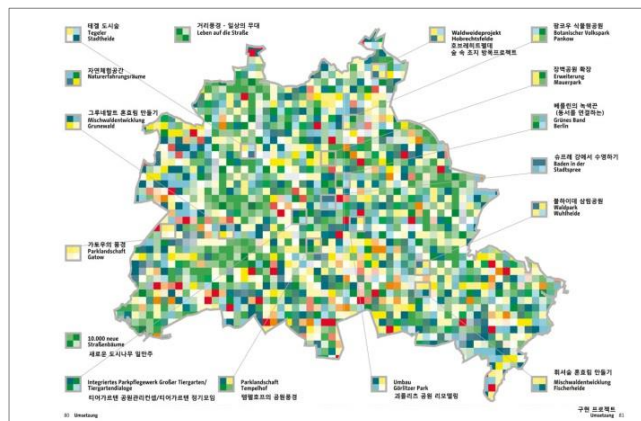 테겔 도시숲
Tegeler
Stadtheide
거리풍경 - 일상의 무대
Leben auf die Straße
Waldweideprojekt
Hobrechtsfelde
호브레히트펠데
숲 속 초지 방목프로젝트
팡코우 식물원공원
Botanischer Volkspark
Pankow
자연체험공간
Naturerfahrungsräume
장벽공원 확장
Erweiterung
Mauerpark
그루네발트 혼효림 만들기
Mischwaldentwicklung
Grunewald
베를린의 녹색관
(동서를 연결하는)
Grünes Band
Berlin
슈프레 강에서 수영하기
Baden in der
Stadtspree
불하이데 삼림공원
Waldpark
Wuhlheide
가토우의 풍경
Parklandschaft
Gatow
10.000 neue
Straßenbäume
새로운 도시나무 일만주
Integriertes Parkpflegewerk Großer Tiergarten/
Tiergartendialoge
티어가르텐 공원관리컨셉/티어가르텐 정기모임
Parklandschaft
Tempelhof
템펠호프의 공원풍경
Umbau
Görlitzer Park
괴를리츠 공원 리모델링
휘셔숲 혼효림 만들기
Mischwaldentwicklung
Fischerheide
구현 프로젝트
80 Umsetzung
Umsetzung 81